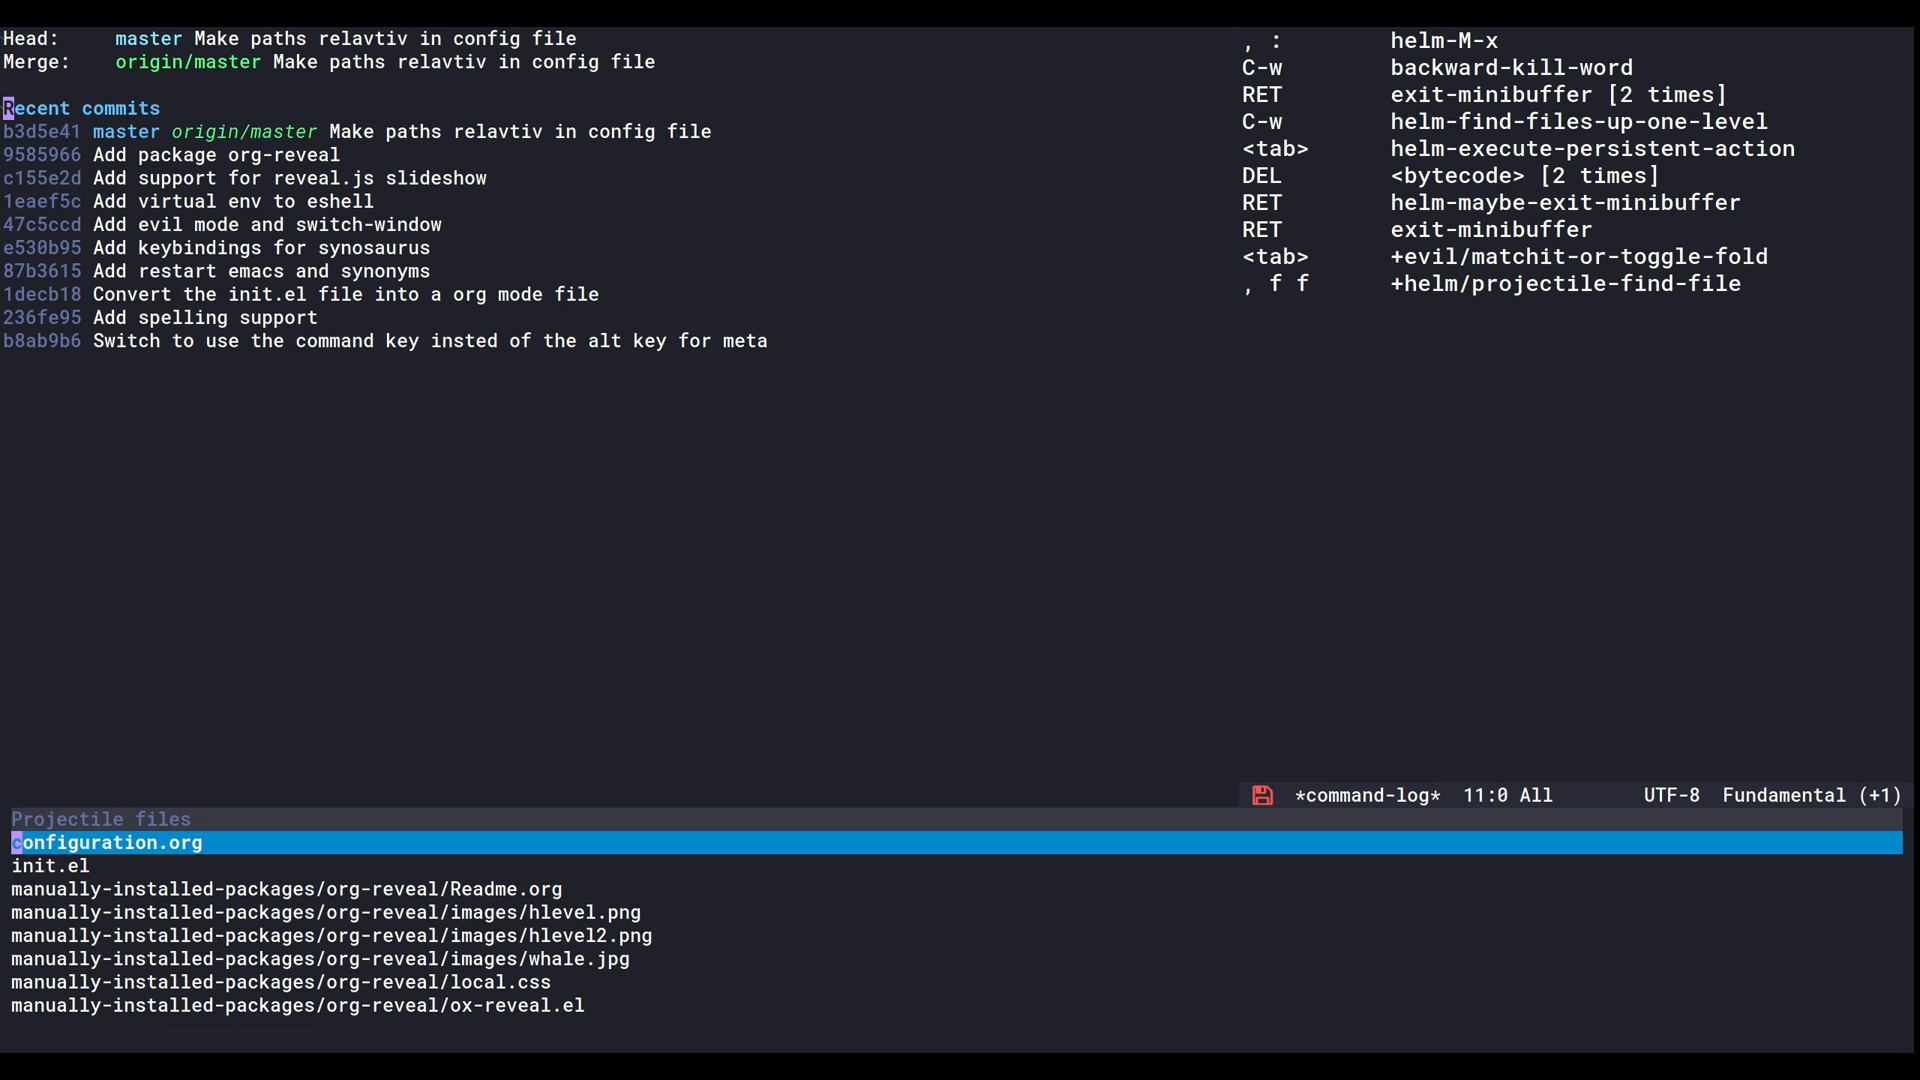 Head:     master Make paths relavtiv in config file
Merge:    origin/master Make paths relavtiv in config file
Recent commits
b3d5e41 master origin/master Make paths relavtiv in config file
9585966 Add package org-reveal
c155e2d Add support for reveal.js slideshow
1eaef5c Add virtual env to eshell
47c5ccd Add evil mode and switch-window
e530b95 Add keybindings for synosaurus
87b3615 Add restart emacs and synonyms
1decb18 Convert the init.el file into a org mode file
236fe95 Add spelling support
b8ab9b6 Switch to use the command key insted of the alt key for meta
, :        helm-M-x
C-w        backward-kill-word
RET        exit-minibuffer [2 times]
C-w        helm-find-files-up-one-level
<tab>      helm-execute-persistent-action
DEL        <bytecode> [2 times]
RET        helm-maybe-exit-minibuffer
RET        exit-minibuffer
<tab>      +evil/matchit-or-toggle-fold
, f f      +helm/projectile-find-file
*command-log*  11:0 All        UTF-8  Fundamental (+1)
Projectile files
configuration.org
init.el
manually-installed-packages/org-reveal/Readme.org
manually-installed-packages/org-reveal/images/hlevel.png
manually-installed-packages/org-reveal/images/hlevel2.png
manually-installed-packages/org-reveal/images/whale.jpg
manually-installed-packages/org-reveal/local.css
manually-installed-packages/org-reveal/ox-reveal.el